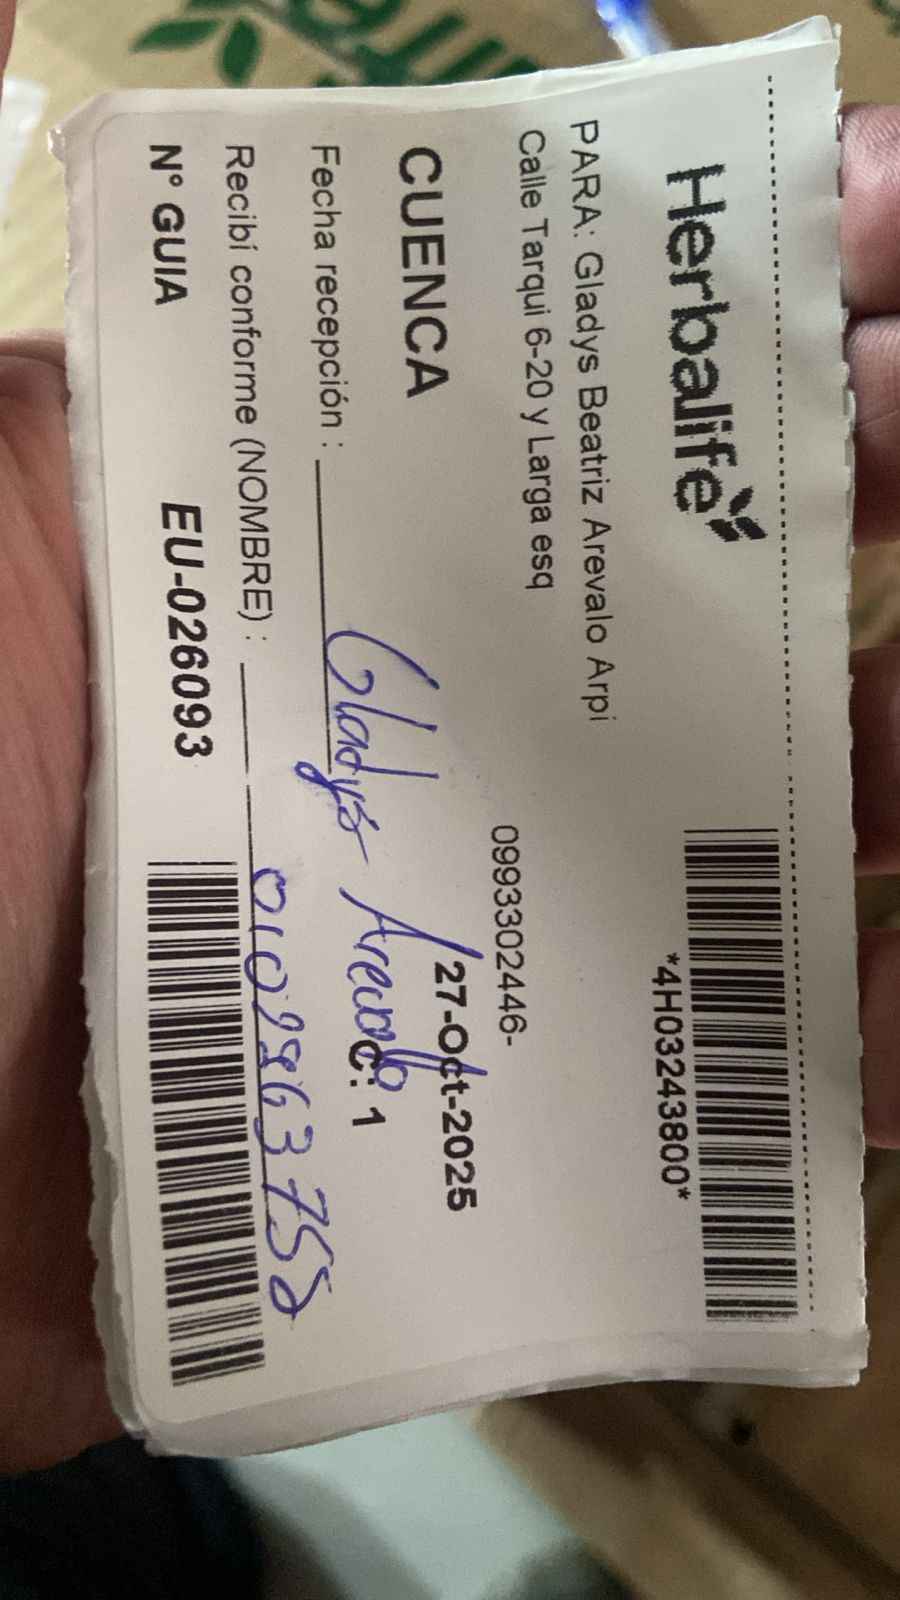 Herbalife
*4H03243800*
PARA: Gladys Beatriz Arevalo Arpi
Calle Tarqui 6-20 y Larga esq
0993302446-
CUENCA
27-Oct-2025
Fecha recepción :
Gladys Arevalo
C: 1
Recibí conforme (NOMBRE) :
N° GUIA
EU-026093